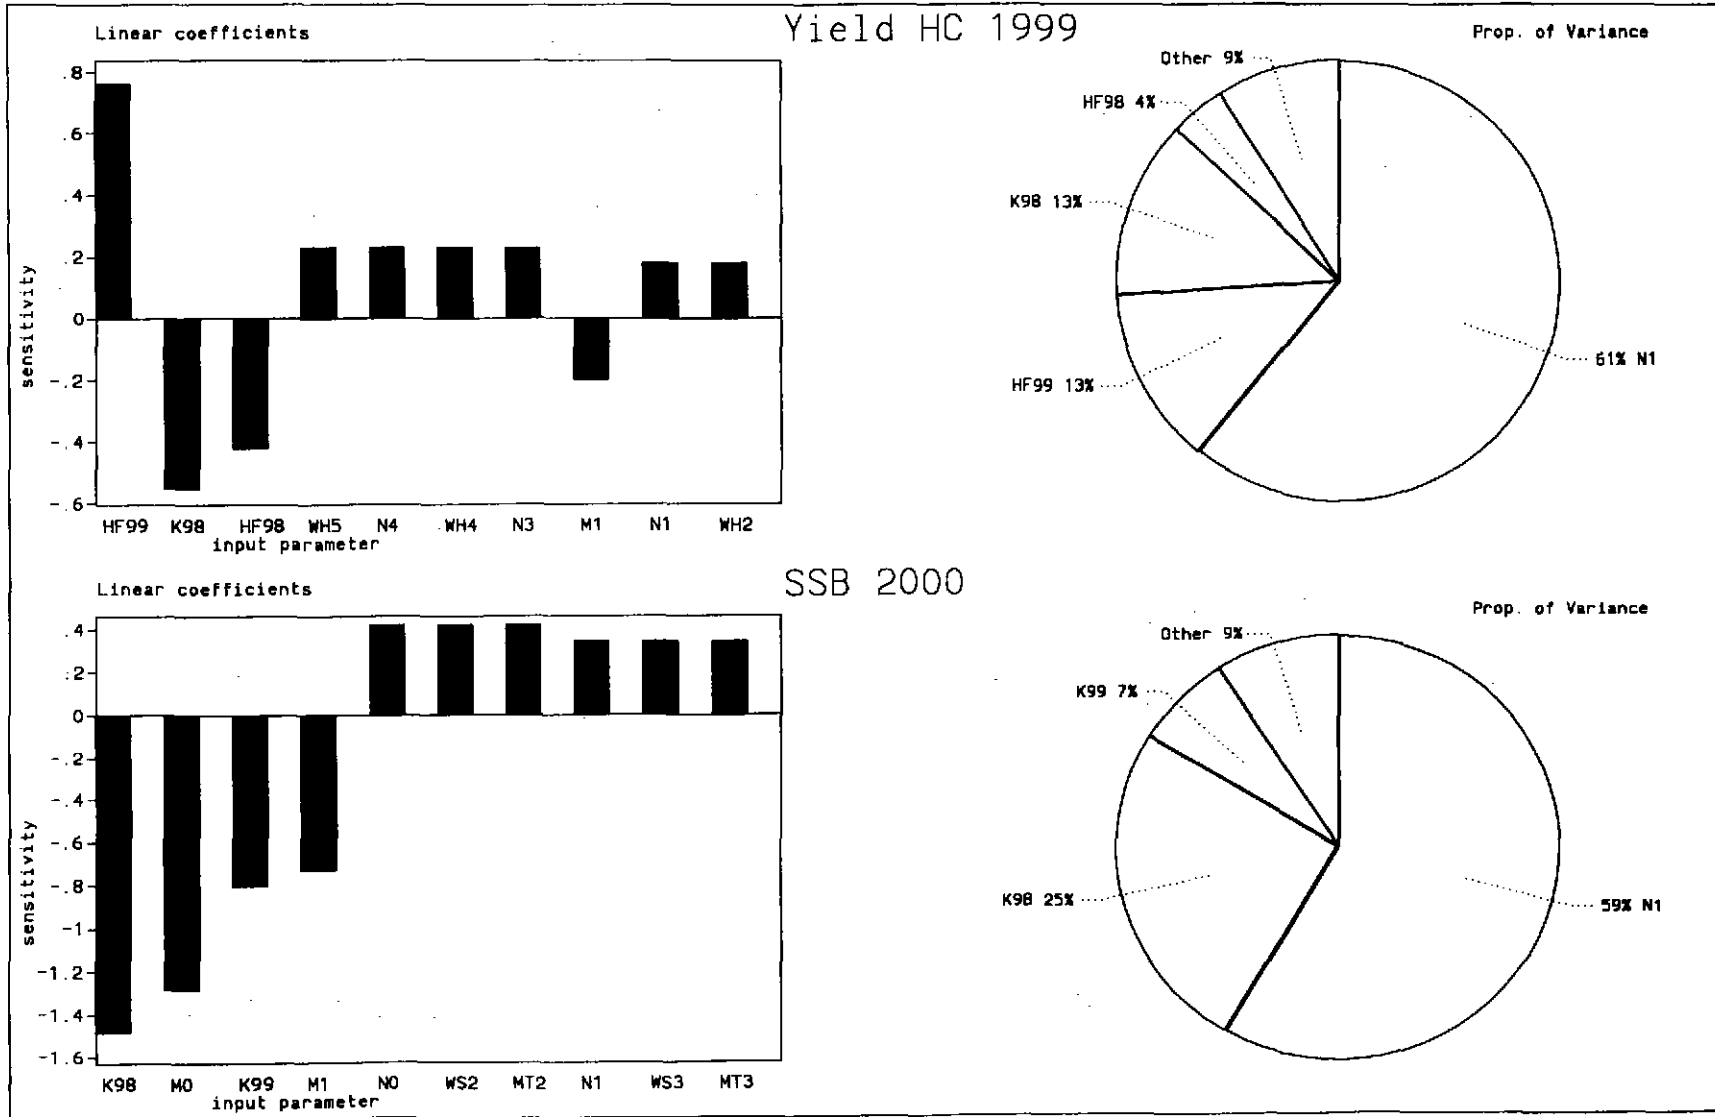 Yield HC 1999
Linear coefficients
Prop. of Variance
.8
.6
.4
.2
0
-.2
-.4
-.6
sensitivity
HF99 K98 HF98 WH5 N4 WH4 N3 M1 N1 WH2
input parameter
Other 9%
HF98 4%
K98 13%
HF99 13%
61% N1
SSB 2000
Linear coefficients
Prop. of Variance
.4
.2
0
-.2
-.4
-.6
-.8
-1
-1.2
-1.4
-1.6
sensitivity
K98 M0 K99 M1 N0 WS2 MT2 N1 WS3 MT3
input parameter
Other 9%
K99 7%
K98 25%
59% N1